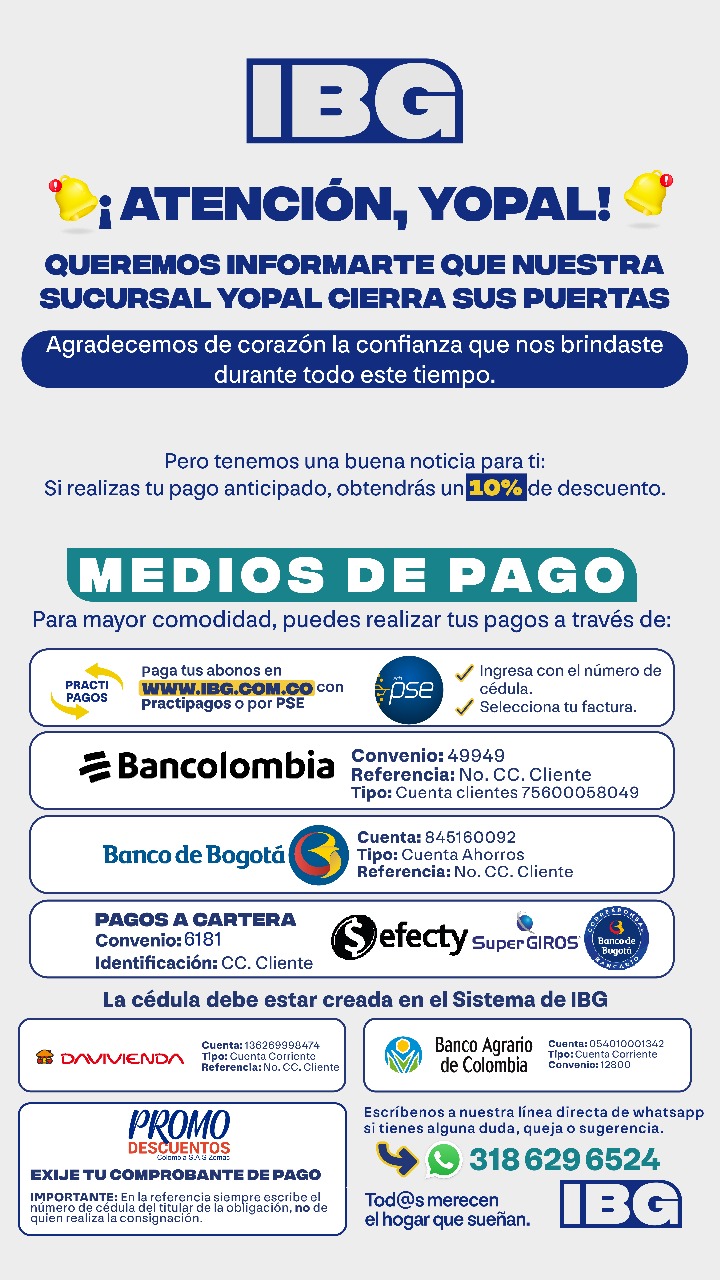 IBG
¡ATENCIÓN, YOPAL!
QUEREMOS INFORMARTE QUE NUESTRA
SUCURSAL YOPAL CIERRA SUS PUERTAS
Agradecemos de corazón la confianza que nos brindaste
durante todo este tiempo.
Pero tenemos una buena noticia para ti:
Si realizas tu pago anticipado, obtendrás un 10% de descuento.
MEDIOS DE PAGO
Para mayor comodidad, puedes realizar tus pagos a través de:
PRACTI
PAGOS
Paga tus abonos en
WWW.IBG.COM.CO con
Practipagos o por PSE
pse
Ingresa con el número de
cédula.
Selecciona tu factura.
Bancolombia
Convenio: 49949
Referencia: No. CC. Cliente
Tipo: Cuenta clientes 75600058049
Banco de Bogotá
Cuenta: 845160092
Tipo: Cuenta Ahorros
Referencia: No. CC. Cliente
PAGOS A CARTERA
Convenio: 6181
Identificación: CC. Cliente
$ efecty
SuperGIROS
CORRESPONSAL
Banco de
Bogotá
BANCARIO
La cédula debe estar creada en el Sistema de IBG
DAVIVIENDA
Cuenta: 136269998474
Tipo: Cuenta Corriente
Referencia: No. CC. Cliente
Banco Agrario
de Colombia
Cuenta: 054010001342
Tipo: Cuenta Corriente
Convenio: 12800
PROMO
DESCUENTOS
Colombia S.A.S Zomac
EXIJE TU COMPROBANTE DE PAGO
IMPORTANTE: En la referencia siempre escribe el
número de cédula del titular de la obligación, no de
quien realiza la consignación.
Escríbenos a nuestra línea directa de whatsapp
si tienes alguna duda, queja o sugerencia.
318 629 6524
Tod@s merecen
el hogar que sueñan.
IBG